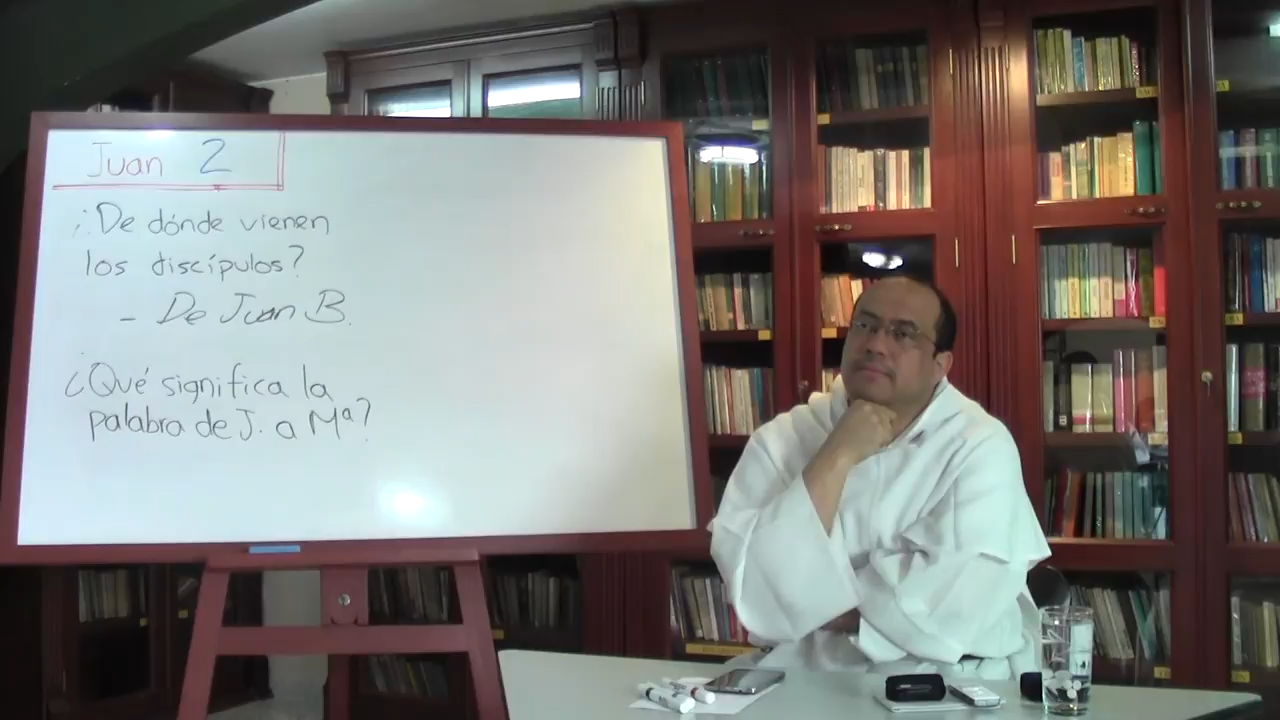 Juan 2
¿De dónde vienen
los discípulos?
- De Juan B.
¿Qué significa la
palabra de J. a Mª?